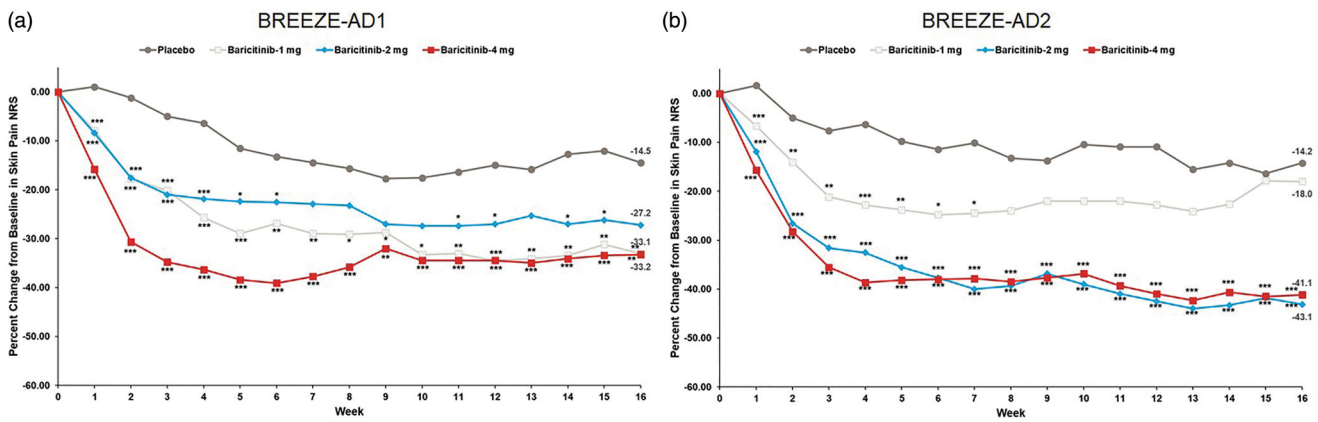 (a)
BREEZE-AD1
Placebo Baricitinib-1 mg Baricitinib-2 mg Baricitinib-4 mg
Percent Change from Baseline in Skin Pain NRS
0.00
-10.00
-20.00
-30.00
-40.00
-50.00
-60.00
*** *** *** *** *** *** *** *** *** *** *** * ** *** * ** *** ** *** * *** * ** * *** * ** *** * *** *** ** *** * ** *** * ** *** ** **
-14.5
-27.2
-33.1
-33.2
0 1 2 3 4 5 6 7 8 9 10 11 12 13 14 15 16
Week
(b)
BREEZE-AD2
Placebo Baricitinib-1 mg Baricitinib-2 mg Baricitinib-4 mg
Percent Change from Baseline in Skin Pain NRS
0.00
-10.00
-20.00
-30.00
-40.00
-50.00
-60.00
*** *** *** ** *** *** ** *** *** *** *** *** ** *** *** * *** *** * *** *** *** *** *** *** *** *** *** *** *** *** *** *** *** *** *** *** *** *** *** ***
-14.2
-18.0
-41.1
-43.1
0 1 2 3 4 5 6 7 8 9 10 11 12 13 14 15 16
Week